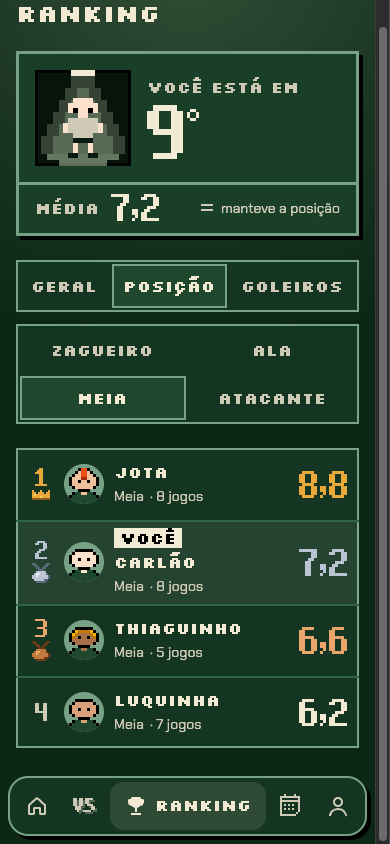 RANKING
VOCÊ ESTÁ EM
9°
MÉDIA 7,2 = manteve a posição
GERAL POSIÇÃO GOLEIROS
ZAGUEIRO ALA
MEIA ATACANTE
1 JOTA 8,8
Meia · 8 jogos
VOCÊ
2 CARLÃO 7,2
Meia · 8 jogos
3 THIAGUINHO 6,6
Meia · 5 jogos
4 LUQUINHA 6,2
Meia · 7 jogos
VS RANKING